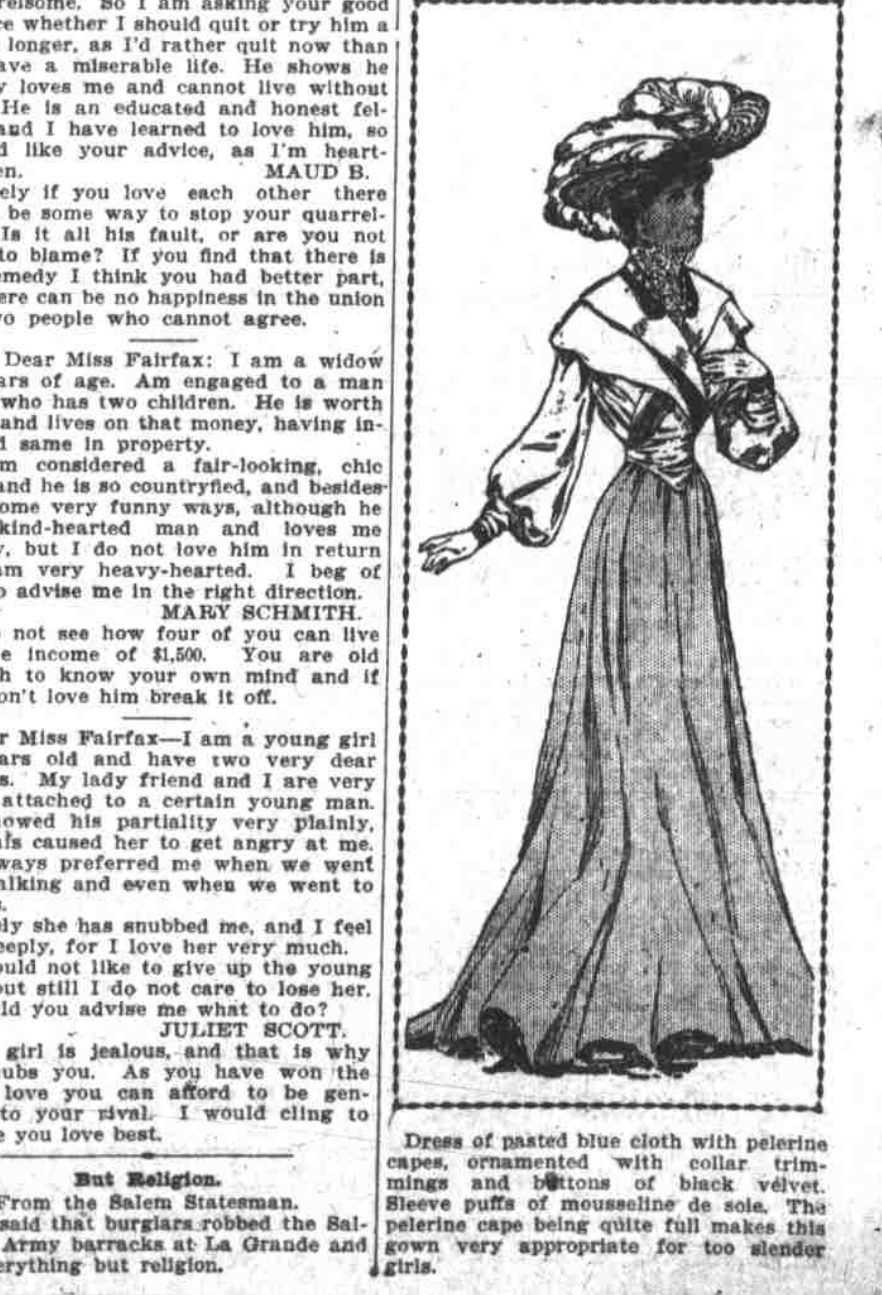 relsome. So I am asking your good
ce whether I should quit or try him a
longer, as I'd rather quit now than
ave a miserable life. He shows he
y loves me and cannot live without
He is an educated and honest fel-
and I have learned to love him, so
d like your advice, as I'm heart-
en. MAUD B.
ely if you love each other there
be some way to stop your quarrel-
Is it all his fault, or are you not
to blame? If you find that there is
emedy I think you had better part,
ere can be no happiness in the union
vo people who cannot agree.
Dear Miss Fairfax: I am a widow
ars of age. Am engaged to a man
who has two children. He is worth
and lives on that money, having in-
d same in property.
m considered a fair-looking, chic
and he is so countryfied, and besides
ome very funny ways, although he
kind-hearted man and loves me
y, but I do not love him in return
am very heavy-hearted. I beg of
o advise me in the right direction.
MARY SCHMITH.
not see how four of you can live
e income of $1,500. You are old
h to know your own mind and if
on't love him break it off.
r Miss Fairfax—I am a young girl
ars old and have two very dear
s. My lady friend and I are very
attached to a certain young man.
howed his partiality very plainly,
his caused her to get angry at me.
ways preferred me when we went
alking and even when we went to
s.
ely she has snubbed me, and I feel
eeply, for I love her very much.
ould not like to give up the young
but still I do not care to lose her.
ld you advise me what to do?
JULIET SCOTT.
girl is jealous, and that is why
ubs you. As you have won the
love you can afford to be gen-
to your rival. I would cling to
e you love best.
But Religion.
From the Salem Statesman.
said that burglars robbed the Sal-
Army barracks at La Grande and
erything but religion.
Dress of pasted blue cloth with pelerine
capes, ornamented with collar trim-
mings and buttons of black velvet.
Sleeve puffs of mousseline de soie. The
pelerine cape being quite full makes this
gown very appropriate for too slender
girls.